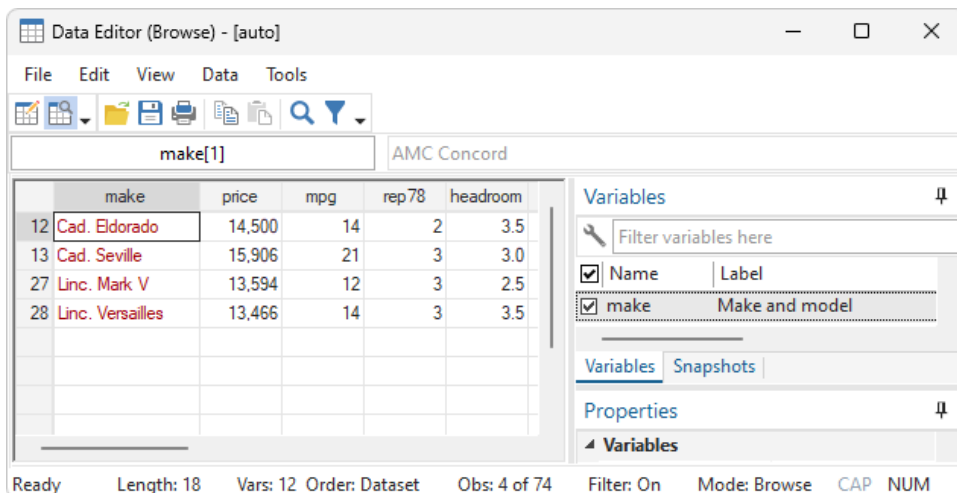 Data Editor (Browse) - [auto]
File Edit View Data Tools
make[1] AMC Concord
make price mpg rep78 headroom
12 Cad. Eldorado 14,500 14 2 3.5
13 Cad. Seville 15,906 21 3 3.0
27 Linc. Mark V 13,594 12 3 2.5
28 Linc. Versailles 13,466 14 3 3.5
Variables
Filter variables here
Name Label
make Make and model
Variables Snapshots
Properties
Variables
Ready Length: 18 Vars: 12 Order: Dataset Obs: 4 of 74 Filter: On Mode: Browse CAP NUM